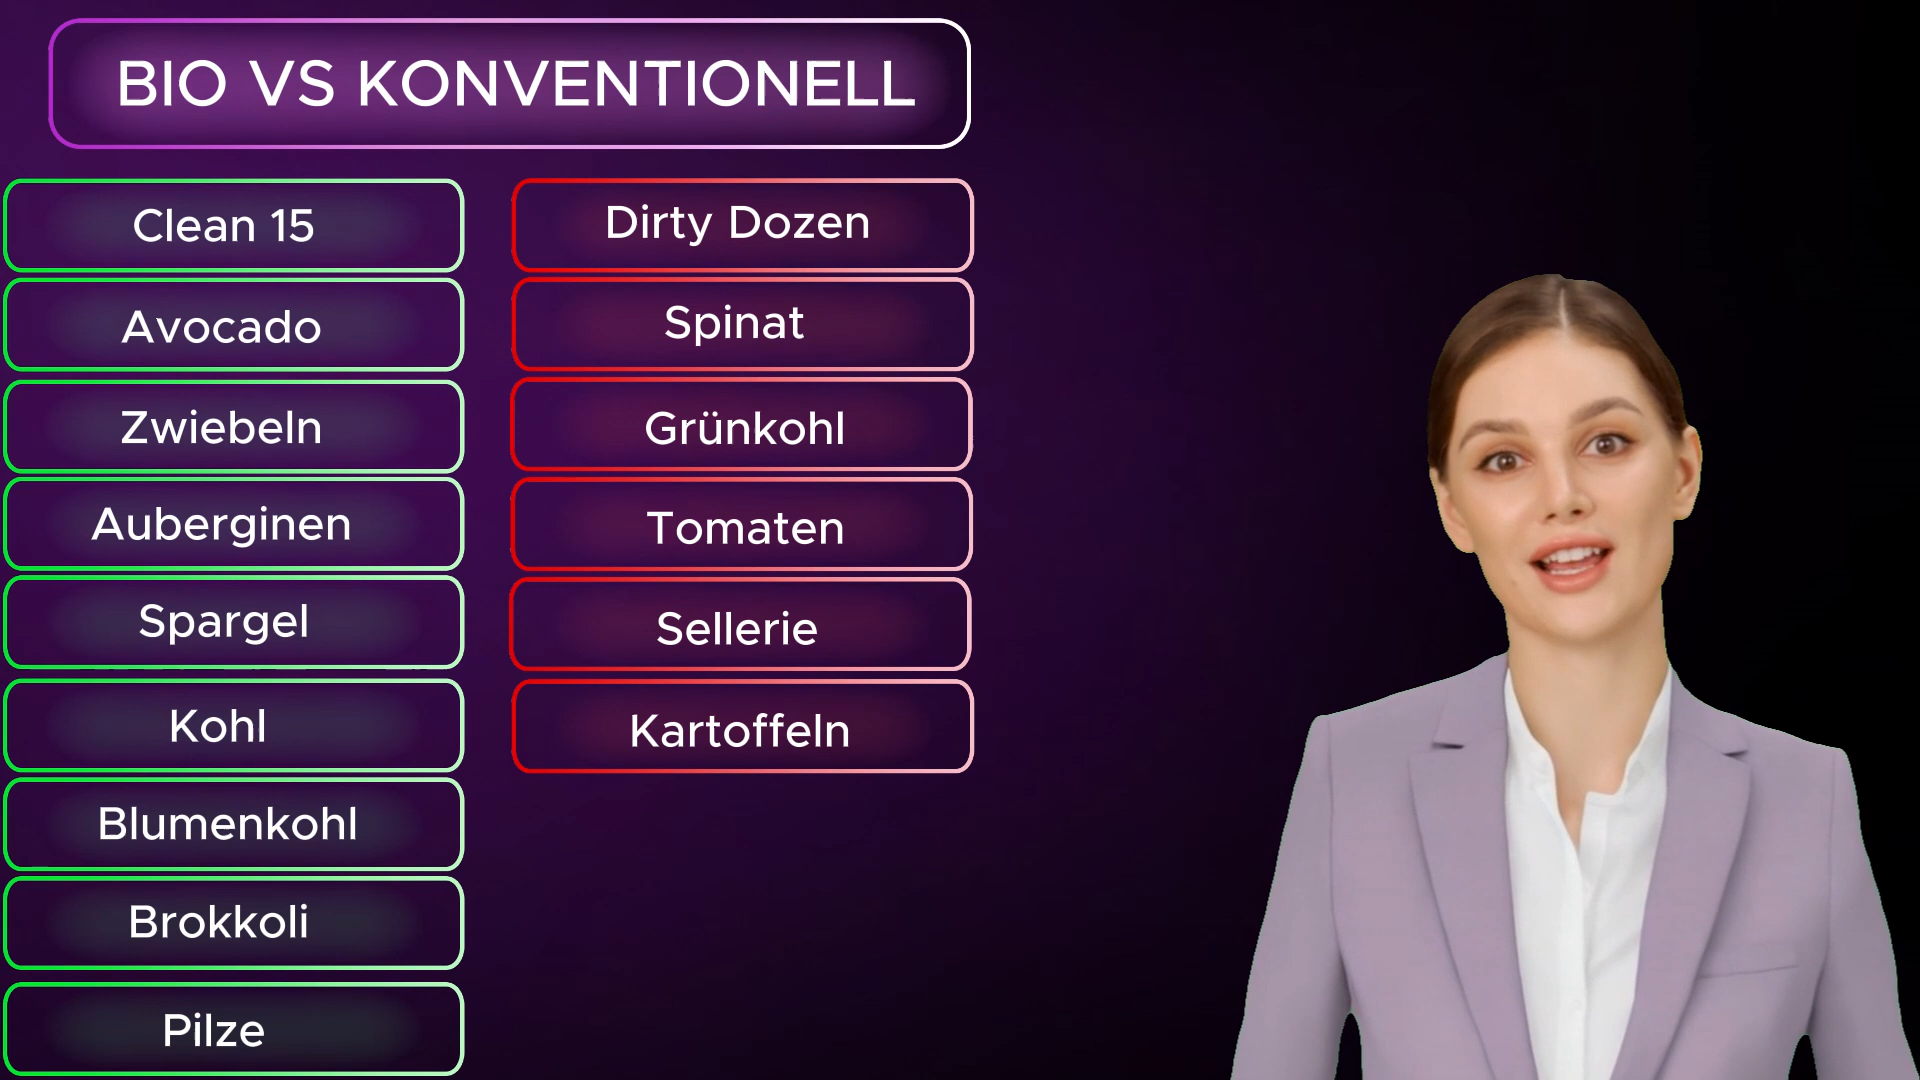 BIO VS KONVENTIONELL
Clean 15
Avocado
Zwiebeln
Auberginen
Spargel
Kohl
Blumenkohl
Brokkoli
Pilze
Dirty Dozen
Spinat
Grünkohl
Tomaten
Sellerie
Kartoffeln